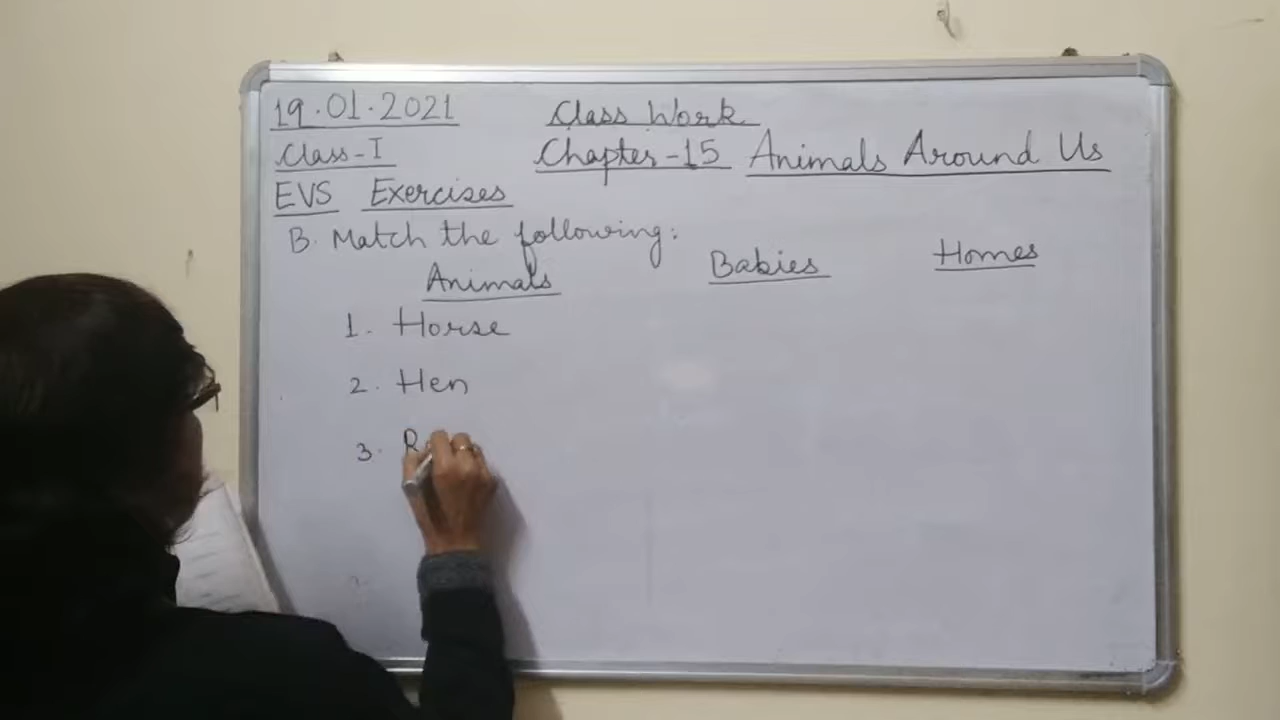 19.01.2021 Class Work
Class-I Chapter-15 Animals Around Us
EVS Exercises
B. Match the following:
Animals Babies Homes
1. Horse
2. Hen
3. R